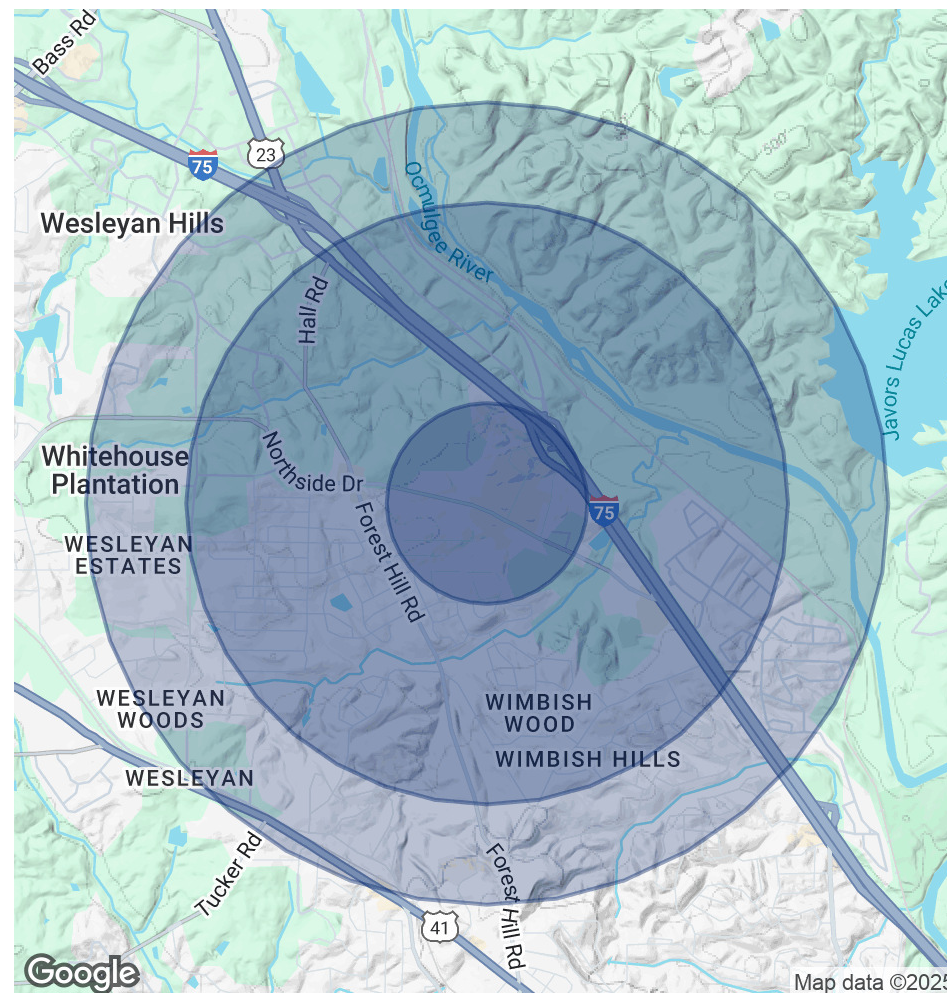 Bass Rd
23
75
Wesleyan Hills
Ocmulgee River
Hall Rd
Javors Lucas Lake
Whitehouse
Plantation
Northside Dr
75
WESLEYAN
ESTATES
Forest Hill Rd
WESLEYAN
WOODS
WIMBISH
WOOD
WIMBISH HILLS
WESLEYAN
Tucker Rd
Forest Hill Rd
41
Google
Map data ©2025